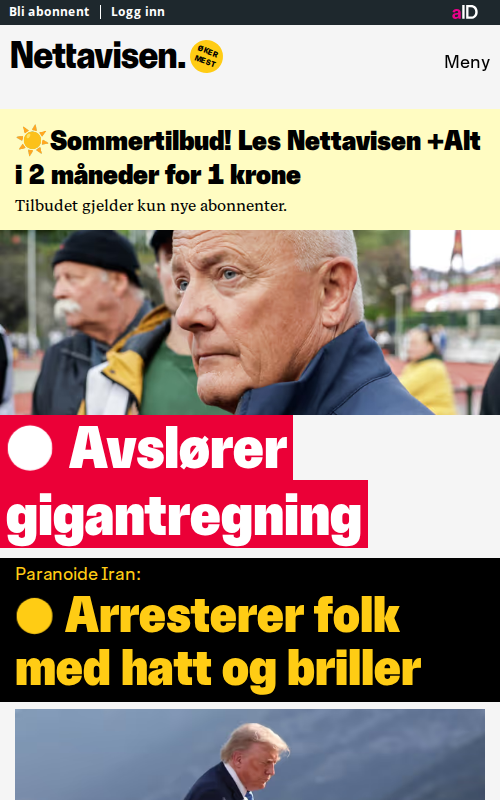 Bli abonnent | Logg inn
aID
Nettavisen.
ØKER
MEST
Meny
☀️Sommertilbud! Les Nettavisen +Alt
i 2 måneder for 1 krone
Tilbudet gjelder kun nye abonnenter.
Avslører
gigantregning
Paranoide Iran:
Arresterer folk
med hatt og briller